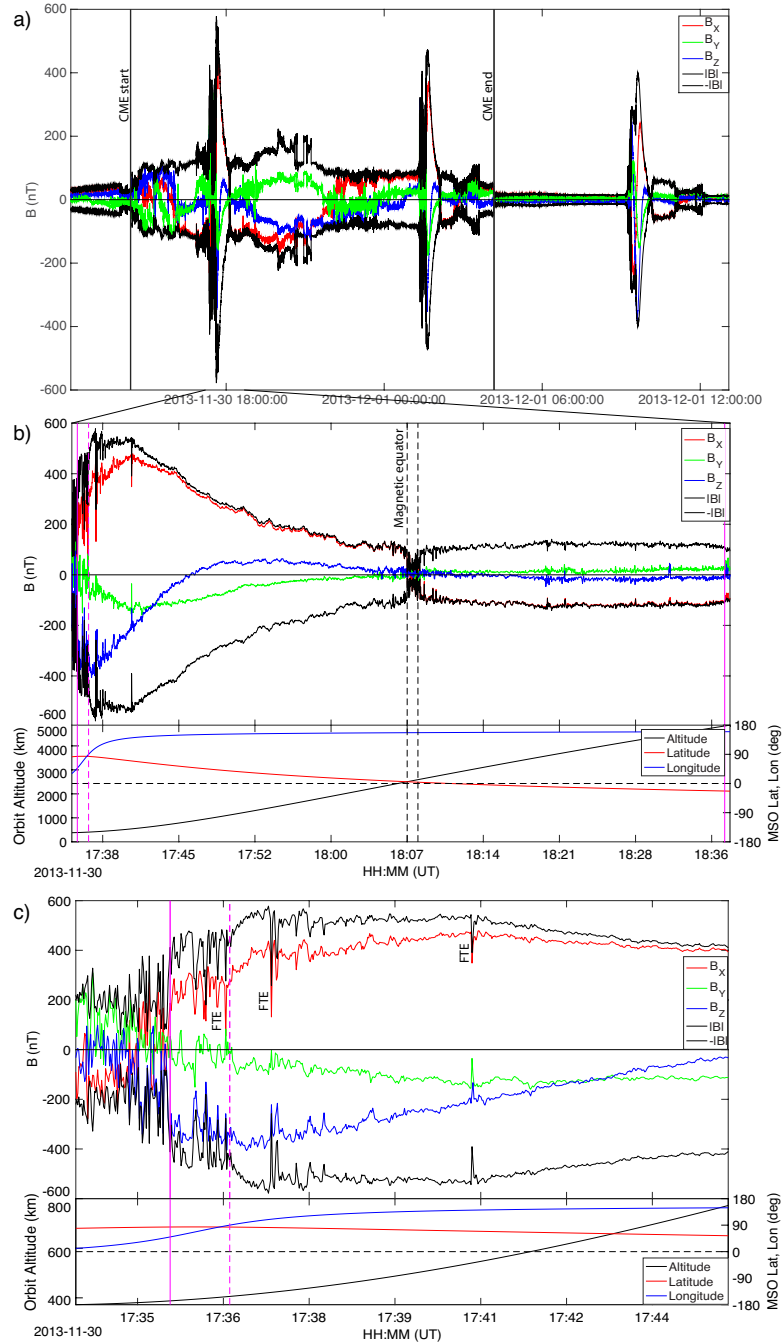 a)
600
400
200
0
-200
-400
-600
B (nT)
CME start
CME end
B_X
B_Y
B_Z
|B|
-|B|
2013-11-30 18:00:00
2013-12-01 00:00:00
2013-12-01 06:00:00
2013-12-01 12:00:00
b)
600
400
200
0
-200
-400
-600
B (nT)
Magnetic equator
B_X
B_Y
B_Z
|B|
-|B|
5000
4000
3000
2000
1000
0
Orbit Altitude (km)
Altitude
Latitude
Longitude
180
90
0
-90
-180
MSO Lat, Lon (deg)
17:38
17:45
17:52
18:00
18:07
18:14
18:21
18:28
18:36
2013-11-30
HH:MM (UT)
c)
600
400
200
0
-200
-400
-600
B (nT)
FTE
FTE
FTE
B_X
B_Y
B_Z
|B|
-|B|
800
600
400
Orbit Altitude (km)
Altitude
Latitude
Longitude
180
90
0
-90
-180
MSO Lat, Lon (deg)
17:35
17:36
17:38
17:39
17:41
17:42
17:44
2013-11-30
HH:MM (UT)